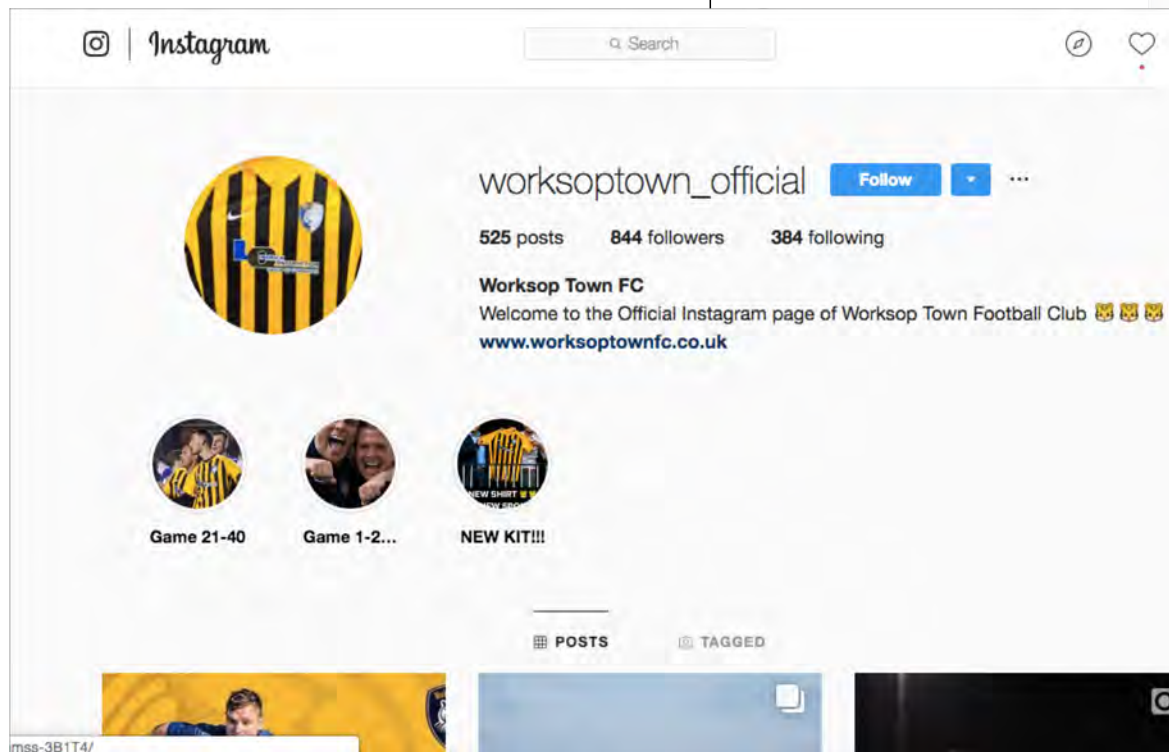 Instagram
Search
worksoptown_official Follow ...
525 posts 844 followers 384 following
Worksop Town FC
Welcome to the Official Instagram page of Worksop Town Football Club 🐯🐯🐯
www.worksoptownfc.co.uk
NEW SHIRT
Game 21-40 Game 1-2... NEW KIT!!!
POSTS TAGGED
mss-3B1T4/